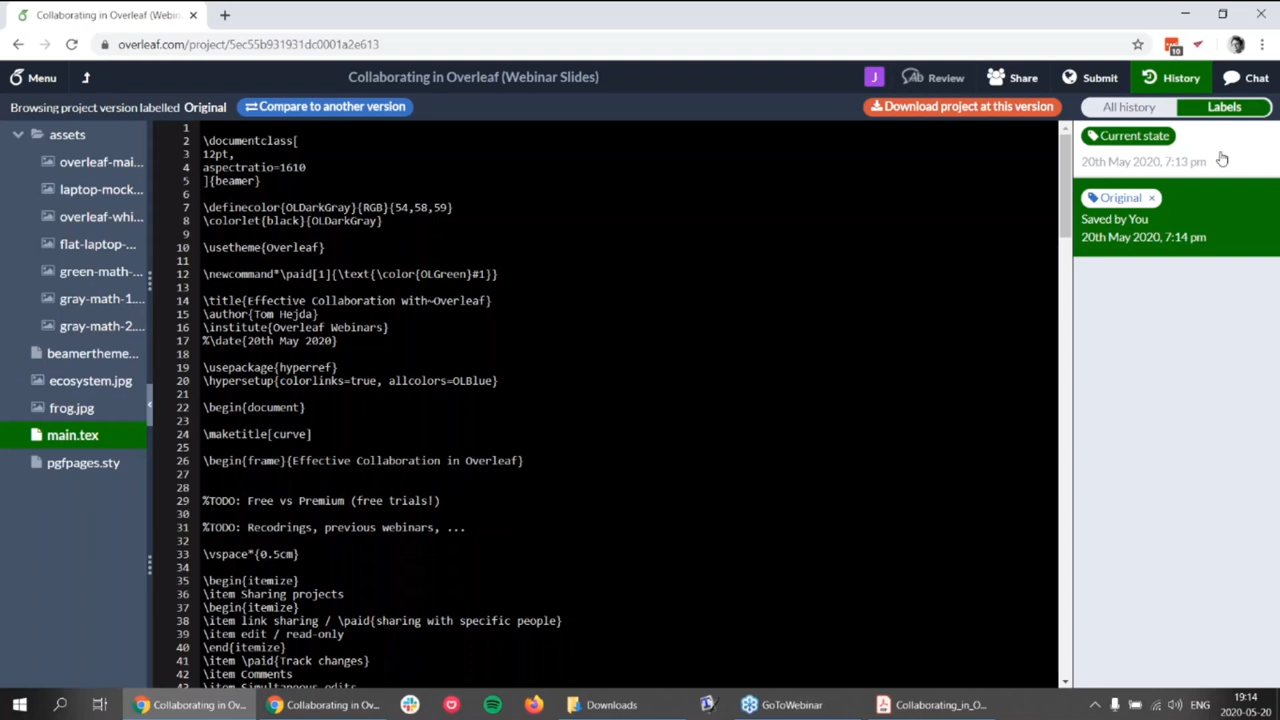 Collaborating in Overleaf (Webin
overleaf.com/project/5ec55b931931dc0001a2e613
10
Menu
Collaborating in Overleaf (Webinar Slides)
J
Review
Share
Submit
History
Chat
Browsing project version labelled Original
Compare to another version
Download project at this version
All history
Labels
assets
overleaf-mai...
laptop-mock...
overleaf-whi...
flat-laptop-...
green-math-...
gray-math-1....
gray-math-2....
beamertheme...
ecosystem.jpg
frog.jpg
main.tex
pgfpages.sty
1
2 \documentclass[
3 12pt,
4 aspectratio=1610
5 ]{beamer}
6
7 \definecolor{OLDarkGray}{RGB}{54,58,59}
8 \colorlet{black}{OLDarkGray}
9
10 \usetheme{Overleaf}
11
12 \newcommand*\paid[1]{\text{\color{OLGreen}#1}}
13
14 \title{Effective Collaboration with~Overleaf}
15 \author{Tom Hejda}
16 \institute{Overleaf Webinars}
17 %\date{20th May 2020}
18
19 \usepackage{hyperref}
20 \hypersetup{colorlinks=true, allcolors=OLBlue}
21
22 \begin{document}
23
24 \maketitle[curve]
25
26 \begin{frame}{Effective Collaboration in Overleaf}
27
28
29 %TODO: Free vs Premium (free trials!)
30
31 %TODO: Recodrings, previous webinars, ...
32
33 \vspace*{0.5cm}
34
35 \begin{itemize}
36 \item Sharing projects
37 \begin{itemize}
38 \item link sharing / \paid{sharing with specific people}
39 \item edit / read-only
40 \end{itemize}
41 \item \paid{Track changes}
42 \item Comments
43 \item Simultaneous edits
Current state
20th May 2020, 7:13 pm
Original ×
Saved by You
20th May 2020, 7:14 pm
Collaborating in Ov...
Collaborating in Ov...
Downloads
GoToWebinar
Collaborating_in_O...
ENG
19:14
2020-05-20